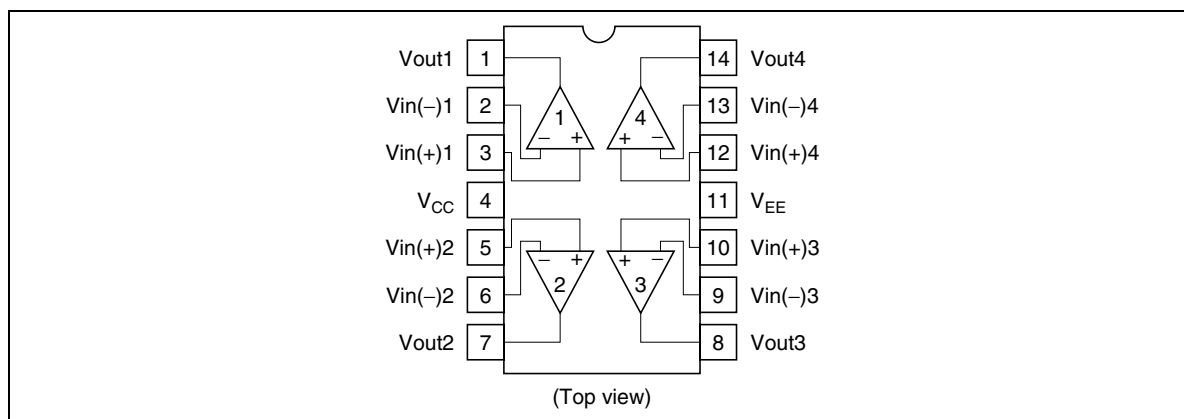 Vout1 1 14 Vout4
Vin(−)1 2 13 Vin(−)4
1 4
− + + −
Vin(+)1 3 12 Vin(+)4
VCC 4 11 VEE
Vin(+)2 5 10 Vin(+)3
− + + −
2 3
Vin(−)2 6 9 Vin(−)3
Vout2 7 8 Vout3
(Top view)